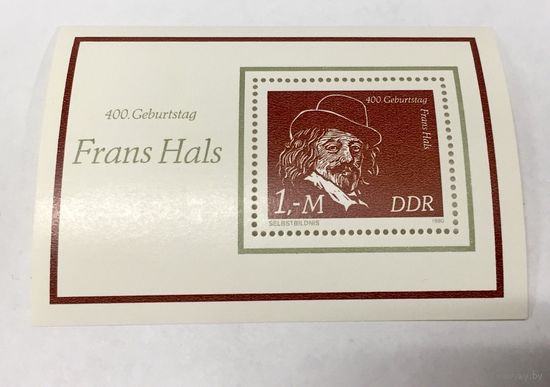 400. Geburtstag
Frans Hals
400. Geburtstag
Frans Hals
1,-M DDR
SELBSTBILDNIS 1980